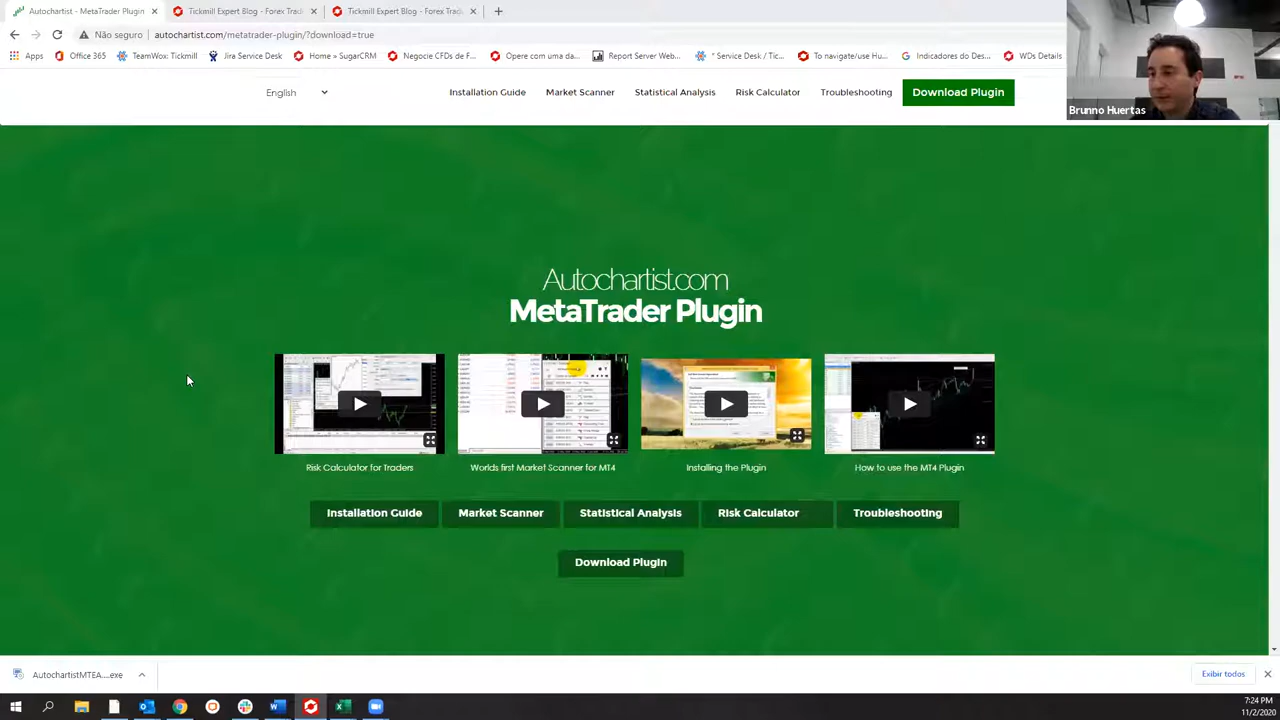 Autochartist - MetaTrader Plugin
Tickmill Expert Blog - Forex Trad
Tickmill Expert Blog - Forex Trad
Não seguro
autochartist.com/metatrader-plugin/?download=true
Apps
Office 365
TeamWox: Tickmill
Jira Service Desk
Home » SugarCRM
Negocie CFDs de F...
Opere com uma da...
Report Server Web...
* Service Desk / Tic...
To navigate/use Hu...
Indicadores do Des...
WDs Details
Brunno Huertas
English
Installation Guide
Market Scanner
Statistical Analysis
Risk Calculator
Troubleshooting
Download Plugin
Autochartist.com
MetaTrader Plugin
Risk Calculator for Traders
Worlds first Market Scanner for MT4
Installing the Plugin
How to use the MT4 Plugin
Installation Guide
Market Scanner
Statistical Analysis
Risk Calculator
Troubleshooting
Download Plugin
AutochartistMTEA....exe
Exibir todos
7:24 PM
11/2/2020